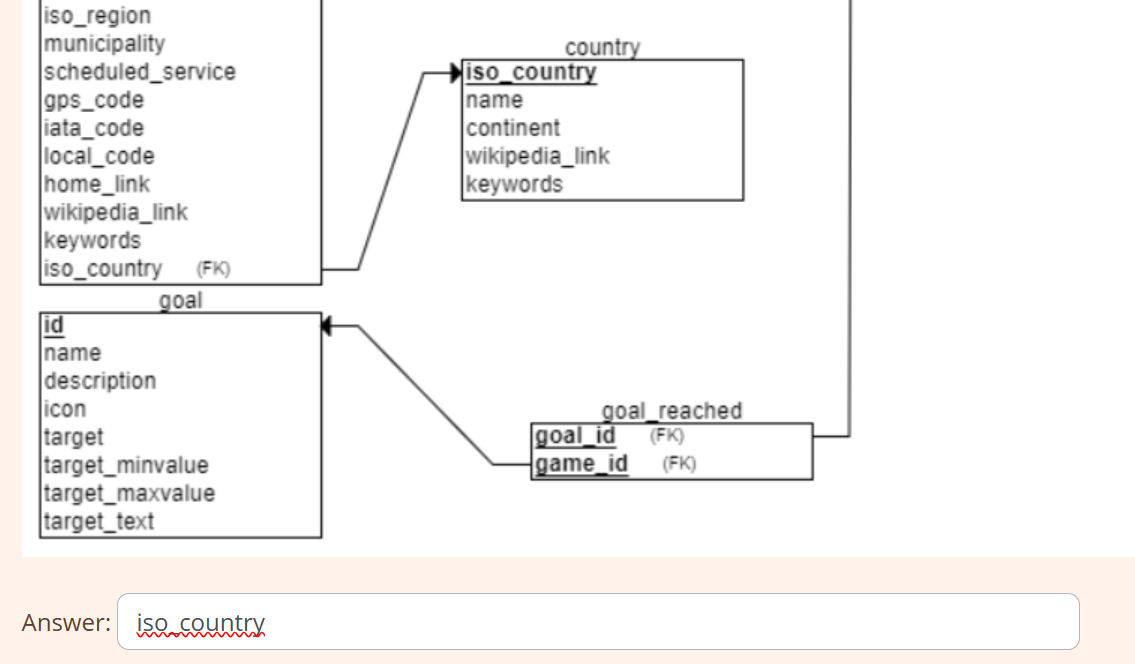 iso_region
municipality
scheduled_service
gps_code
iata_code
local_code
home_link
wikipedia_link
keywords
iso_country (FK)
country
iso_country
name
continent
wikipedia_link
keywords
goal
id
name
description
icon
target
target_minvalue
target_maxvalue
target_text
goal_reached
goal_id (FK)
game_id (FK)
Answer: iso_country